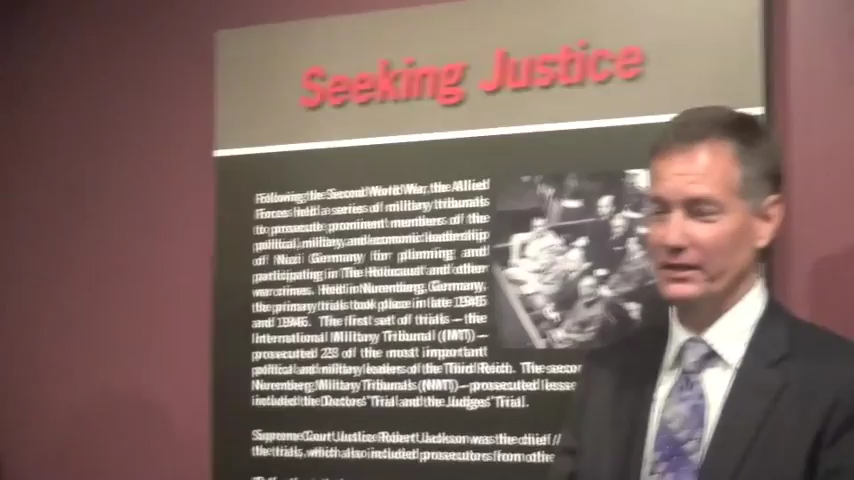 Seeking Justice
Following the Second World War, the Allied
Forces held a series of military tribunals
to prosecute prominent members of the
political, military, and economic leadership
of Nazi Germany for planning and
participating in The Holocaust and other
war crimes. Held in Nuremberg, Germany,
the primary trials took place in late 1945
and 1946. The first set of trials – the
International Military Tribunal (IMT) –
prosecuted 23 of the most important
political and military leaders of the Third Reich. The secon
Nuremberg Military Tribunals (NMT) – prosecuted lesse
included the Doctors' Trial and the Judges' Trial.
Supreme Court Justice Robert Jackson was the chief
the trials, which also included prosecutors from othe